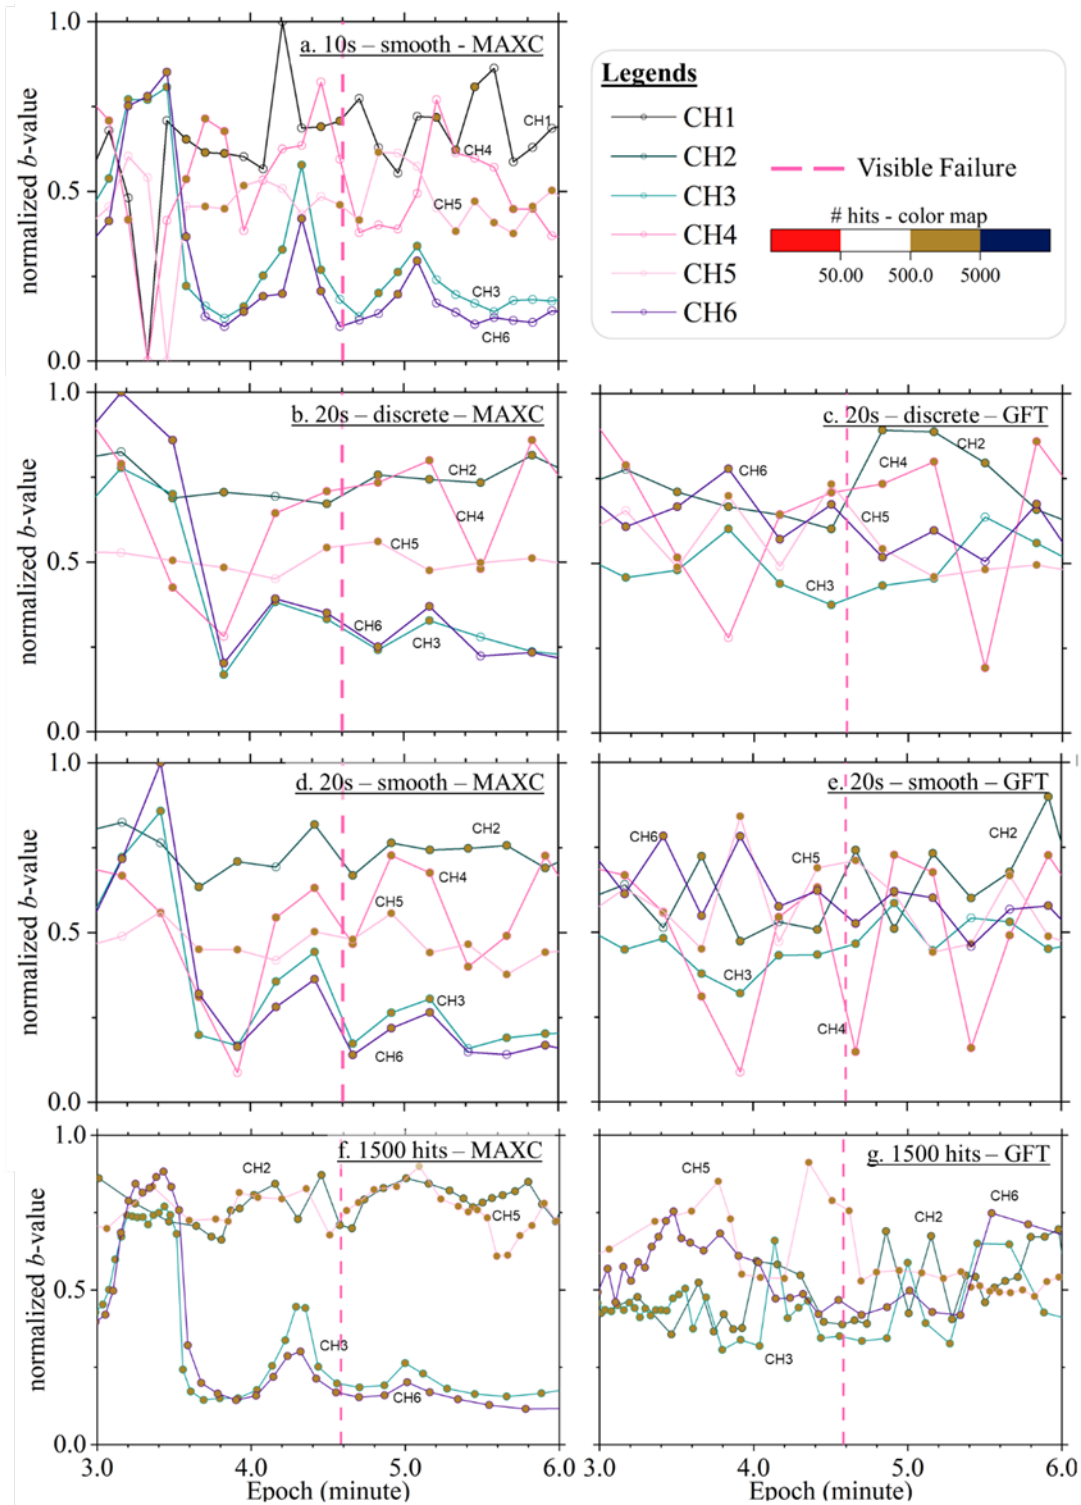 1.0
a. 10s – smooth - MAXC
CH1
CH4
0.5
CH5
CH3
CH6
0.0
normalized b-value
Legends
CH1
CH2
CH3
CH4
CH5
CH6
Visible Failure
# hits - color map
50.00 500.0 5000
1.0
b. 20s – discrete – MAXC
CH2
CH4
CH5
0.5
CH6
CH3
0.0
normalized b-value
c. 20s – discrete – GFT
CH2
CH4
CH6
CH5
CH3
1.0
d. 20s – smooth – MAXC
CH2
CH4
CH5
0.5
CH3
CH6
0.0
normalized b-value
e. 20s – smooth – GFT
CH6
CH2
CH5
CH3
CH4
1.0
f. 1500 hits – MAXC
CH2
CH5
0.5
CH3
CH6
0.0
normalized b-value
3.0 4.0 5.0 6.0
Epoch (minute)
g. 1500 hits – GFT
CH5
CH6
CH2
CH3
3.0 4.0 5.0 6.0
Epoch (minute)